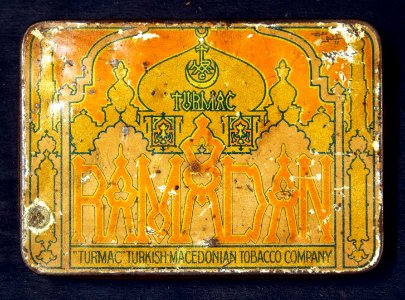 TURMAC
RAMADAN
"TURMAC" TURKISH-MACEDONIAN TOBACCO COMPANY